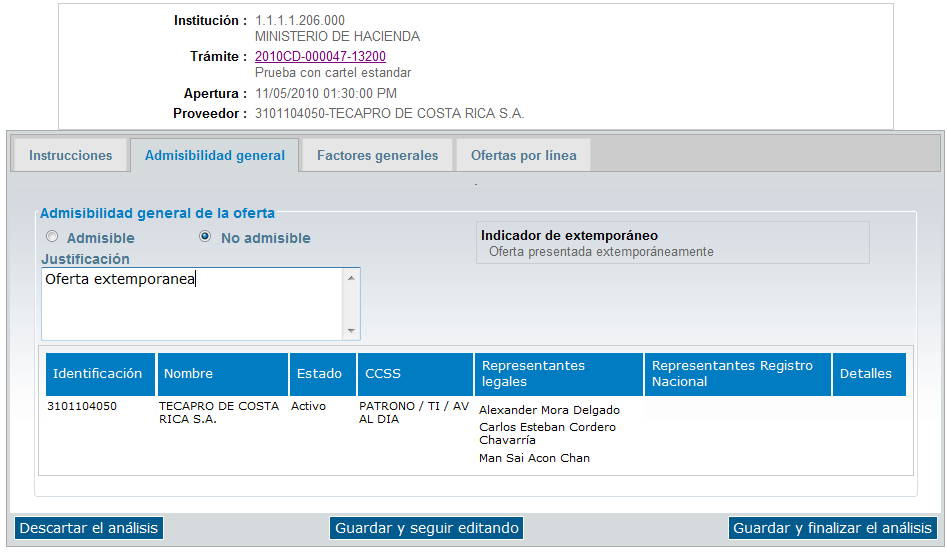 Institución : 1.1.1.1.206.000
MINISTERIO DE HACIENDA
Trámite : 2010CD-000047-13200
Prueba con cartel estandar
Apertura : 11/05/2010 01:30:00 PM
Proveedor : 3101104050-TECAPRO DE COSTA RICA S.A.
Instrucciones Admisibilidad general Factores generales Ofertas por línea
Admisibilidad general de la oferta
Admisible No admisible
Indicador de extemporáneo
Oferta presentada extemporáneamente
Justificación
Oferta extemporanea
Identificación Nombre Estado CCSS Representantes legales Representantes Registro Nacional Detalles
3101104050 TECAPRO DE COSTA RICA S.A. Activo PATRONO / TI / AV AL DIA Alexander Mora Delgado
Carlos Esteban Cordero Chavarría
Man Sai Acon Chan
Descartar el análisis Guardar y seguir editando Guardar y finalizar el análisis